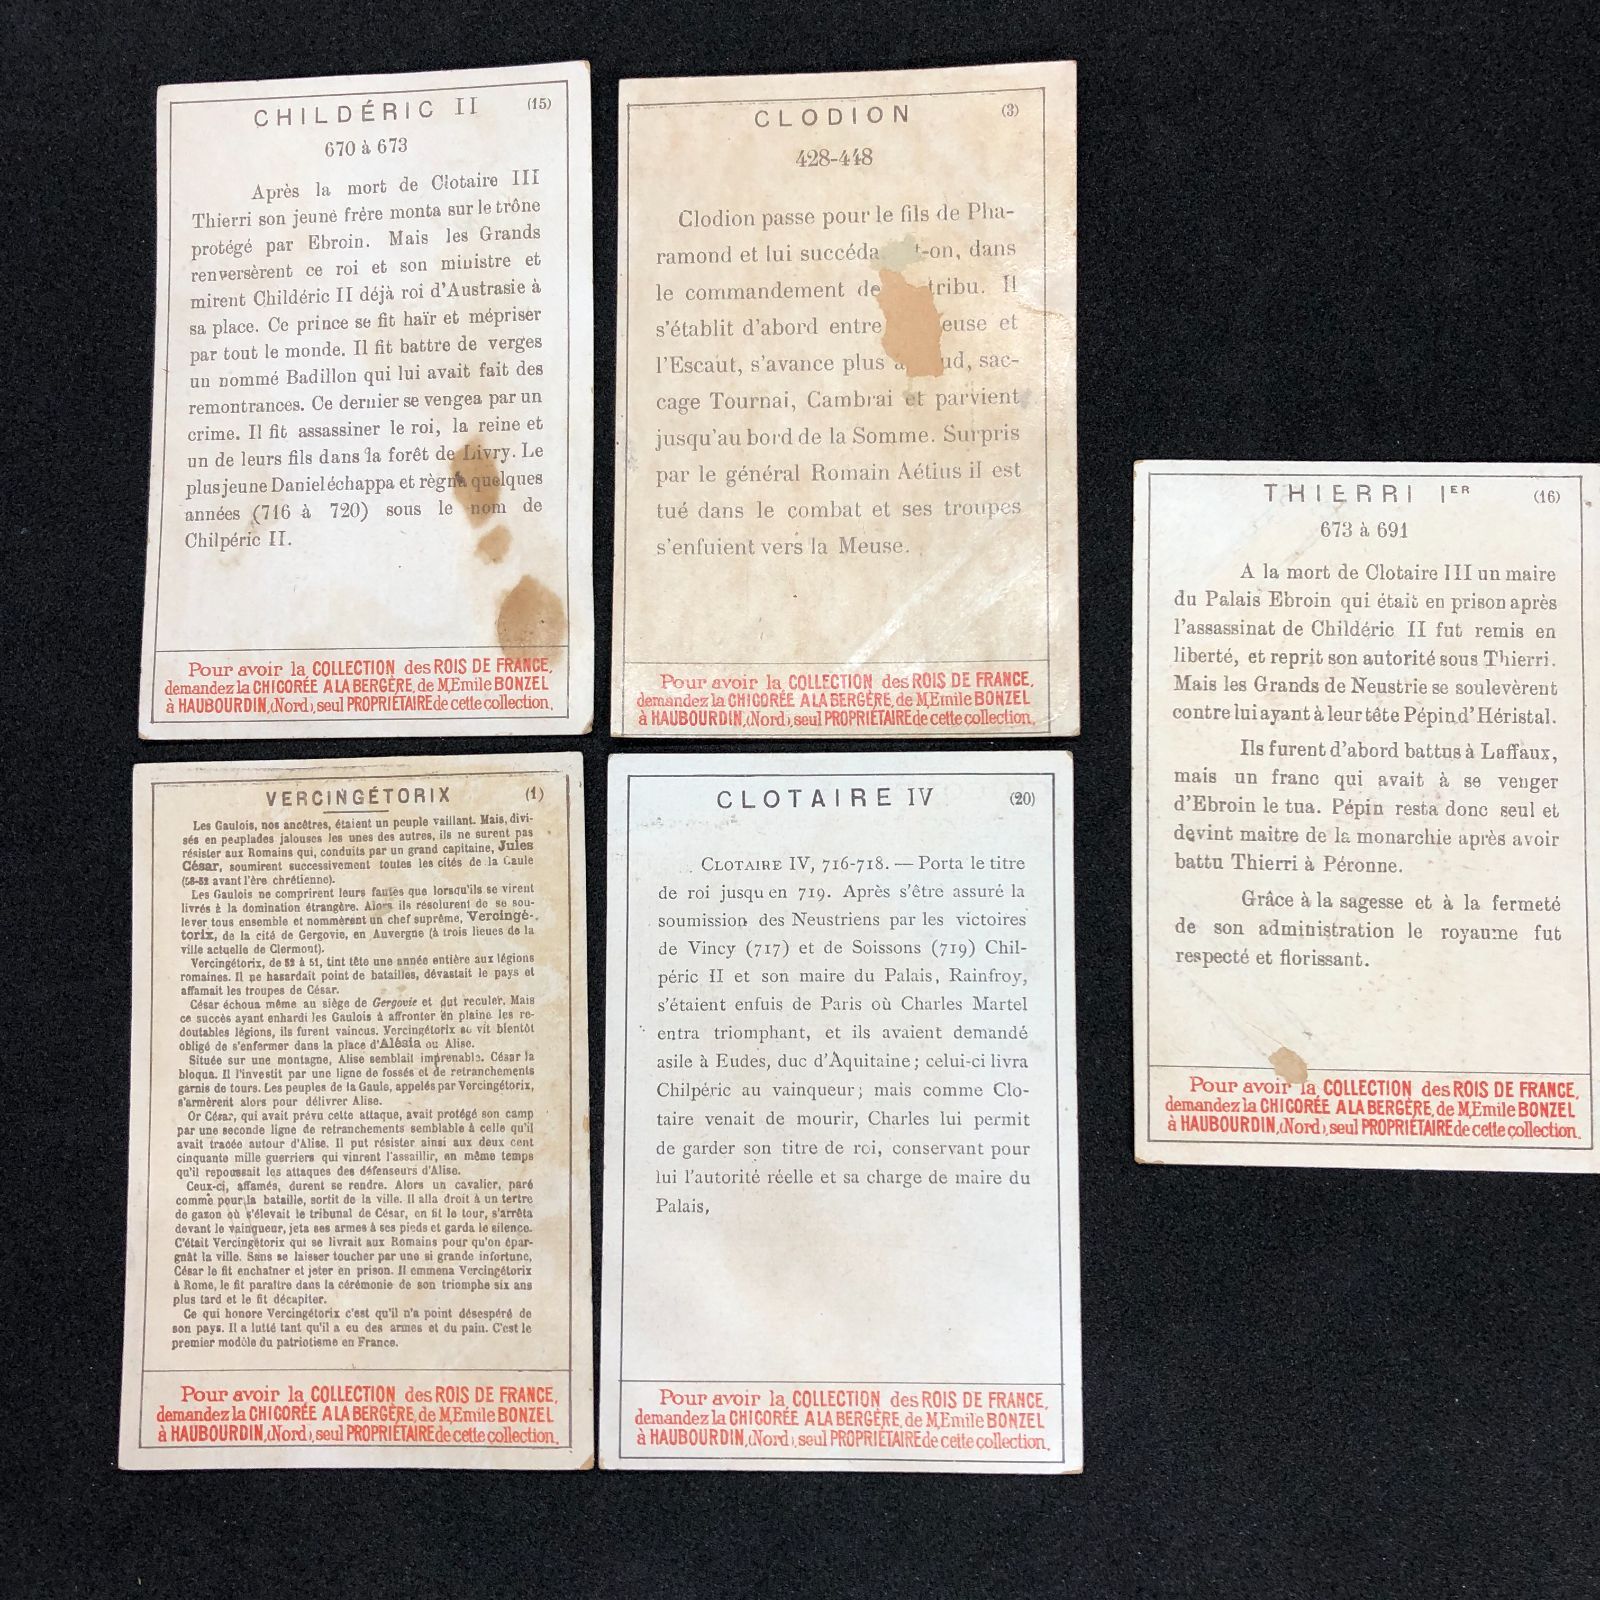 CHILDÉRIC II (15)
670 à 673
Après la mort de Clotaire III
Thierri son jeune frère monta sur le trône
protégé par Ebroin. Mais les Grands
renversèrent ce roi et son ministre et
mirent Childéric II déjà roi d'Austrasie à
sa place. Ce prince se fit haïr et mépriser
par tout le monde. Il fit battre de verges
un nommé Badillon qui lui avait fait des
remontrances. Ce dernier se vengea par un
crime. Il fit assassiner le roi, la reine et
un de leurs fils dans la forêt de Livry. Le
plus jeune Daniel échappa et règna quelques
années (716 à 720) sous le nom de
Chilpéric II.
Pour avoir la COLLECTION des ROIS DE FRANCE,
demandez la CHICORÉE A LA BERGÈRE, de M. Emile BONZEL
à HAUBOURDIN, (Nord), seul PROPRIÉTAIRE de cette collection.
CLODION (3)
428-448
Clodion passe pour le fils de Pha-
ramond et lui succéda t-on, dans
le commandement de tribu. Il
s'établit d'abord entre euse et
l'Escaut, s'avance plus a ud, sac-
cage Tournai, Cambrai et parvient
jusqu'au bord de la Somme. Surpris
par le général Romain Aétius il est
tué dans le combat et ses troupes
s'enfuient vers la Meuse.
Pour avoir la COLLECTION des ROIS DE FRANCE,
demandez la CHICORÉE A LA BERGÈRE, de M. Emile BONZEL
à HAUBOURDIN, (Nord), seul PROPRIÉTAIRE de cette collection.
THIERRI IER (16)
673 à 691
A la mort de Clotaire III un maire
du Palais Ebroin qui était en prison après
l'assassinat de Childéric II fut remis en
liberté, et reprit son autorité sous Thierri.
Mais les Grands de Neustrie se soulevèrent
contre lui ayant à leur tête Pépin d'Héristal.
Ils furent d'abord battus à Laffaux,
mais un franc qui avait à se venger
d'Ebroin le tua. Pépin resta donc seul et
devint maitre de la monarchie après avoir
battu Thierri à Péronne.
Grâce à la sagesse et à la fermeté
de son administration le royaume fut
respecté et florissant.
Pour avoir la COLLECTION des ROIS DE FRANCE,
demandez la CHICORÉE A LA BERGÈRE, de M. Emile BONZEL
à HAUBOURDIN, (Nord), seul PROPRIÉTAIRE de cette collection.
VERCINGÉTORIX (1)
Les Gaulois, nos ancêtres, étaient un peuple vaillant. Mais, divi-
sés en peuplades jalouses les unes des autres, ils ne surent pas
résister aux Romains qui, conduits par un grand capitaine, Jules
César, soumirent successivement toutes les cités de la Gaule
(58-52 avant l'ère chrétienne).
Les Gaulois ne comprirent leurs fautes que lorsqu'ils se virent
livrés à la domination étrangère. Alors ils résolurent de se sou-
lever tous ensemble et nommèrent un chef suprême, Vercingé-
torix, de la cité de Gergovie, en Auvergne (à trois lieues de la
ville actuelle de Clermont).
Vercingétorix, de 52 à 51, tint tête une année entière aux légions
romaines. Il ne hasardait point de batailles, dévastait le pays et
affamait les troupes de César.
César échoua même au siège de Gergovie et dut reculer. Mais
ce succès ayant enhardi les Gaulois à affronter en plaine les re-
doutables légions, ils furent vaincus. Vercingétorix se vit bientôt
obligé de s'enfermer dans la place d'Alésia ou Alise.
Située sur une montagne, Alise semblait imprenable. César la
bloqua. Il l'investit par une ligne de fossés et de retranchements
garnis de tours. Les peuples de la Gaule, appelés par Vercingétorix,
s'armèrent alors pour délivrer Alise.
Or César, qui avait prévu cette attaque, avait protégé son camp
par une seconde ligne de retranchements semblable à celle qu'il
avait tracée autour d'Alise. Il put résister ainsi aux deux cent
cinquante mille guerriers qui vinrent l'assaillir, en même temps
qu'il repoussait les attaques des défenseurs d'Alise.
Ceux-ci, affamés, durent se rendre. Alors un cavalier, paré
comme pour la bataille, sortit de la ville. Il alla droit à un tertre
de gazon où s'élevait le tribunal de César, en fit le tour, s'arrêta
devant le vainqueur, jeta ses armes à ses pieds et garda le silence.
C'était Vercingétorix qui se livrait aux Romains pour qu'on épar-
gnât la ville. Sans se laisser toucher par une si grande infortune,
César le fit enchaîner et jeter en prison. Il emmena Vercingétorix
à Rome, le fit paraître dans la cérémonie de son triomphe six ans
plus tard et le fit décapiter.
Ce qui honore Vercingétorix c'est qu'il n'a point désespéré de
son pays. Il a lutté tant qu'il a eu des armes et du pain. C'est le
premier modèle du patriotisme en France.
Pour avoir la COLLECTION des ROIS DE FRANCE,
demandez la CHICORÉE A LA BERGÈRE, de M. Emile BONZEL
à HAUBOURDIN, (Nord), seul PROPRIÉTAIRE de cette collection.
CLOTAIRE IV (20)
CLOTAIRE IV, 716-718. — Porta le titre
de roi jusqu en 719. Après s'être assuré la
soumission des Neustriens par les victoires
de Vincy (717) et de Soissons (719) Chil-
péric II et son maire du Palais, Rainfroy,
s'étaient enfuis de Paris où Charles Martel
entra triomphant, et ils avaient demandé
asile à Eudes, duc d'Aquitaine; celui-ci livra
Chilpéric au vainqueur; mais comme Clo-
taire venait de mourir, Charles lui permit
de garder son titre de roi, conservant pour
lui l'autorité réelle et sa charge de maire du
Palais,
Pour avoir la COLLECTION des ROIS DE FRANCE,
demandez la CHICORÉE A LA BERGÈRE, de M. Emile BONZEL
à HAUBOURDIN, (Nord), seul PROPRIÉTAIRE de cette collection.